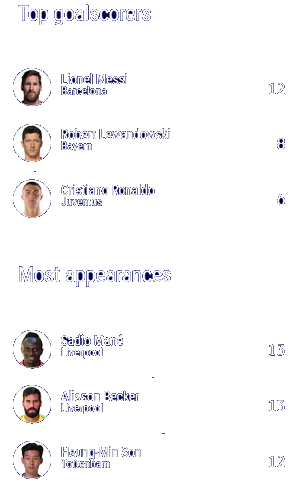 Top goalscorers
Lionel Messi
Barcelona
12
Robert Lewandowski
Bayern
8
Cristiano Ronaldo
Juventus
6
Most appearances
Sadio Mané
Liverpool
13
Alisson Becker
Liverpool
13
Heung-Min Son
Tottenham
12